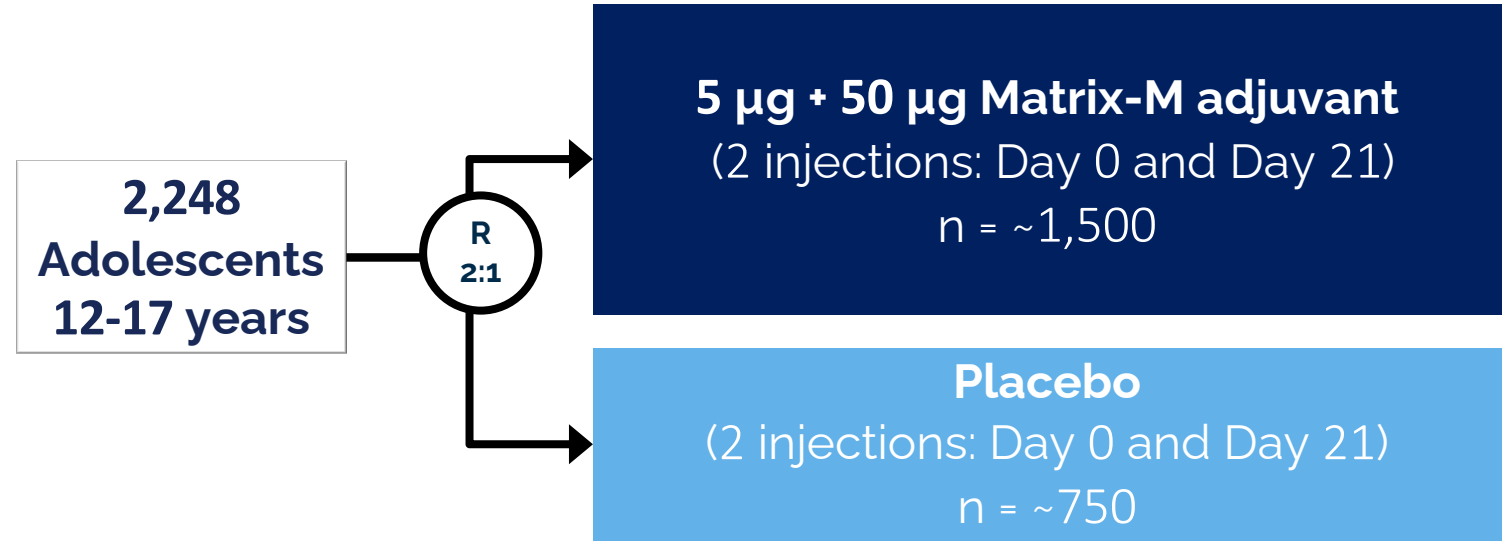 2,248
Adolescents
12-17 years
R
2:1
5 µg + 50 µg Matrix-M adjuvant
(2 injections: Day 0 and Day 21)
n = ~1,500
Placebo
(2 injections: Day 0 and Day 21)
n = ~750